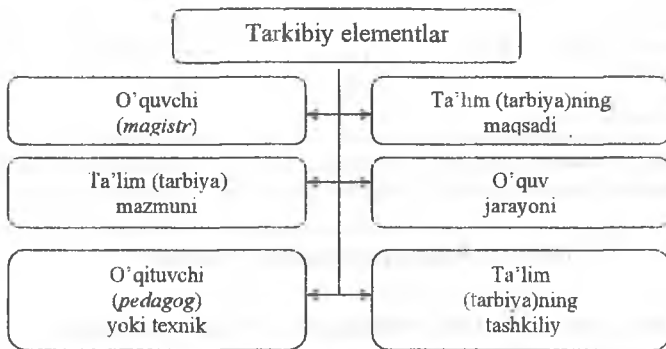 Tarkibiy elementlar
O'quvchi
(magistr)
Ta'lim (tarbiya)ning
maqsadi
Ta'lim (tarbiya)
mazmuni
O'quv
jarayoni
O'qituvchi
(pedagog)
yoki texnik
Ta'lim
(tarbiya)ning
tashkiliy